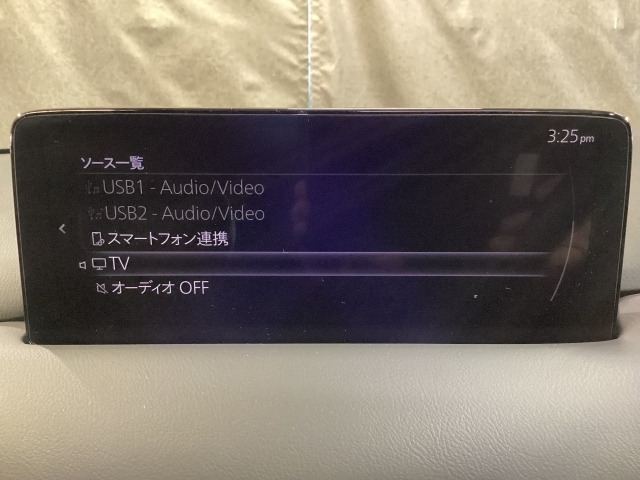 3:25pm
ソース一覧
USB1 - Audio/Video
USB2 - Audio/Video
スマートフォン連携
TV
オーディオ OFF